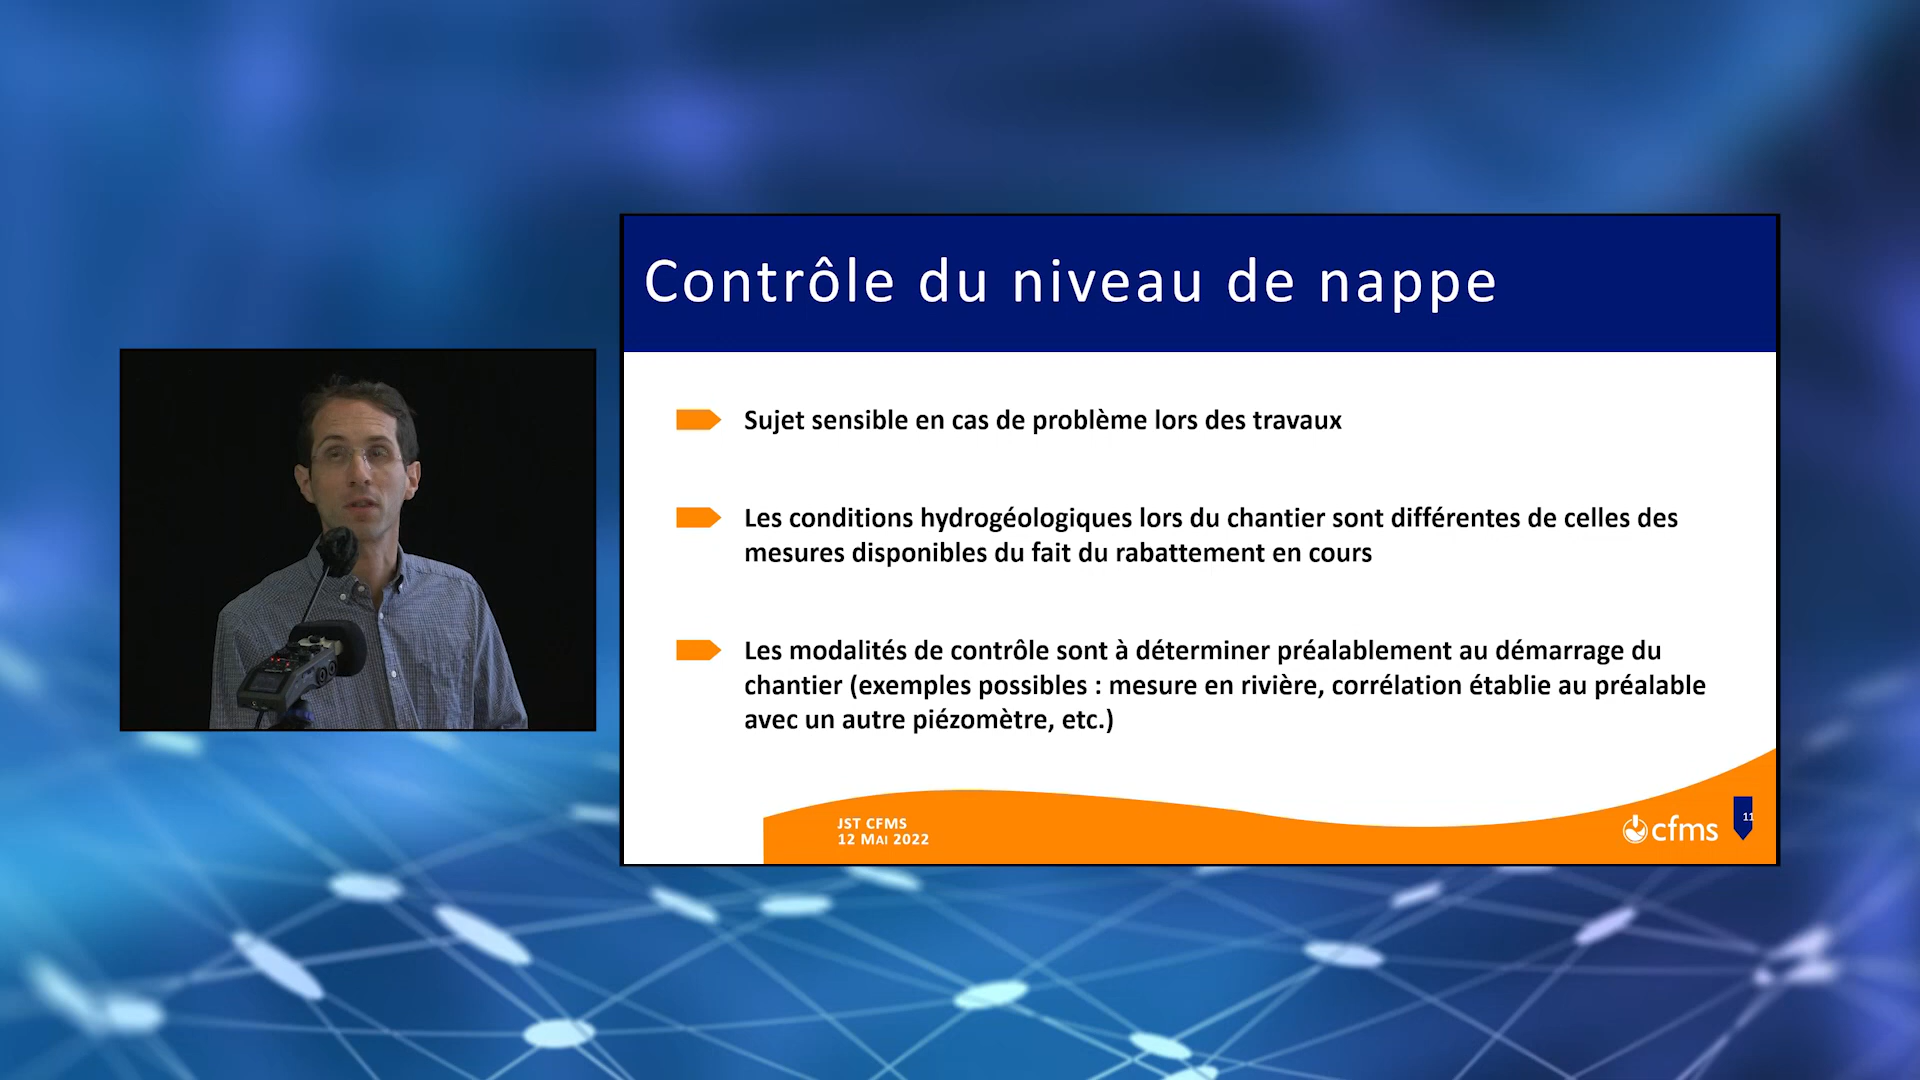 Contrôle du niveau de nappe
Sujet sensible en cas de problème lors des travaux
Les conditions hydrogéologiques lors du chantier sont différentes de celles des
mesures disponibles du fait du rabattement en cours
Les modalités de contrôle sont à déterminer préalablement au démarrage du
chantier (exemples possibles : mesure en rivière, corrélation établie au préalable
avec un autre piézomètre, etc.)
JST CFMS
12 MAI 2022
cfms
11